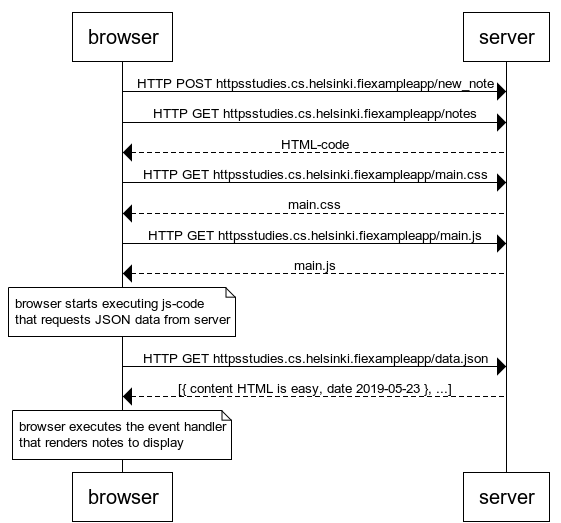 browser
server
HTTP POST httpsstudies.cs.helsinki.fiexampleapp/new_note
HTTP GET httpsstudies.cs.helsinki.fiexampleapp/notes
HTML-code
HTTP GET httpsstudies.cs.helsinki.fiexampleapp/main.css
main.css
HTTP GET httpsstudies.cs.helsinki.fiexampleapp/main.js
main.js
browser starts executing js-code
that requests JSON data from server
HTTP GET httpsstudies.cs.helsinki.fiexampleapp/data.json
[{ content HTML is easy, date 2019-05-23 }, ...]
browser executes the event handler
that renders notes to display
browser
server